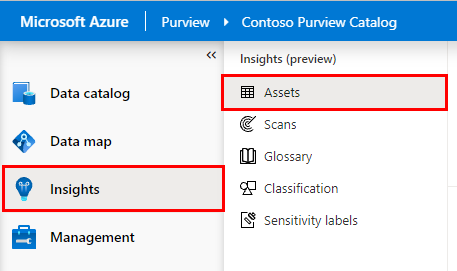 Microsoft Azure Purview Contoso Purview Catalog
Data catalog
Data map
Insights
Management
Insights (preview)
Assets
Scans
Glossary
Classification
Sensitivity labels